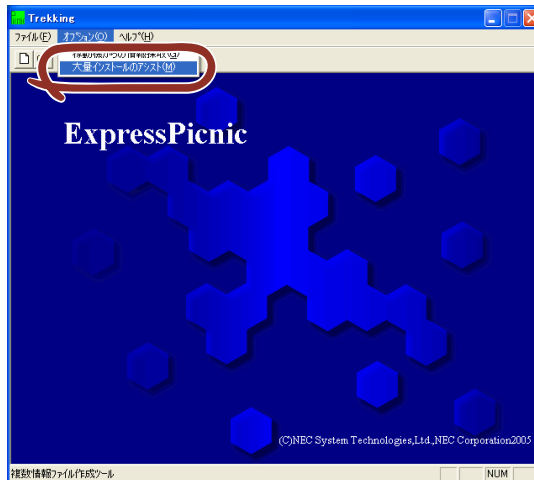 Trekking
ファイル(F) オプション(O) ヘルプ(H)
大量インストールのアシスト(M)
ExpressPicnic
(C)NEC System Technologies,Ltd.,NEC Corporation2005
複数情報ファイル作成ツール
NUM